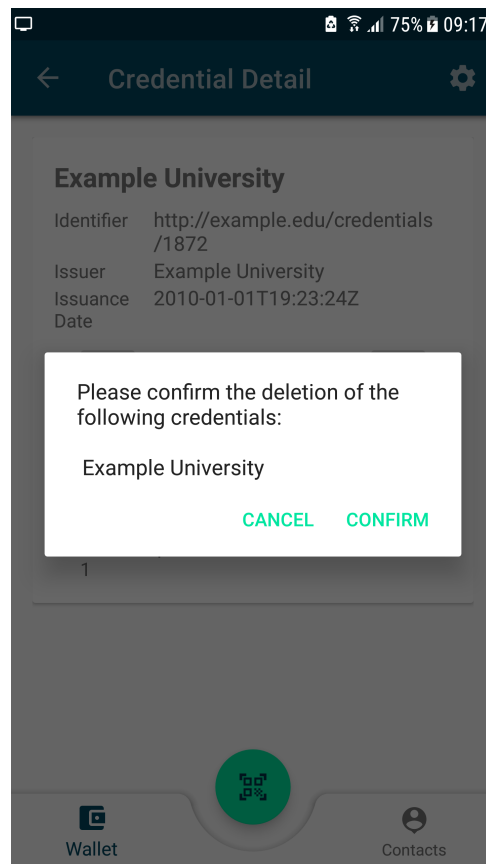 75% 09:17
Credential Detail
Example University
Identifier http://example.edu/credentials
/1872
Issuer Example University
Issuance 2010-01-01T19:23:24Z
Date
Please confirm the deletion of the
following credentials:
Example University
CANCEL CONFIRM
1
Wallet Contacts